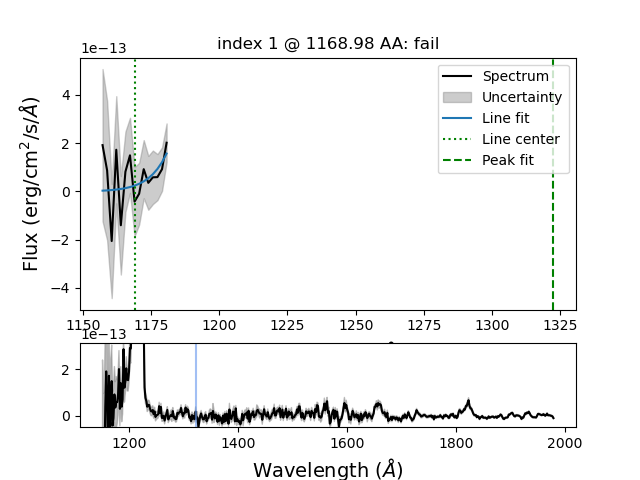 index 1 @ 1168.98 AA: fail
1e−13
Flux (erg/cm²/s/Å)
4
2
0
−2
−4
Spectrum
Uncertainty
Line fit
Line center
Peak fit
1150 1175 1200 1225 1250 1275 1300 1325
1e−13
2
0
1200 1400 1600 1800 2000
Wavelength (Å)